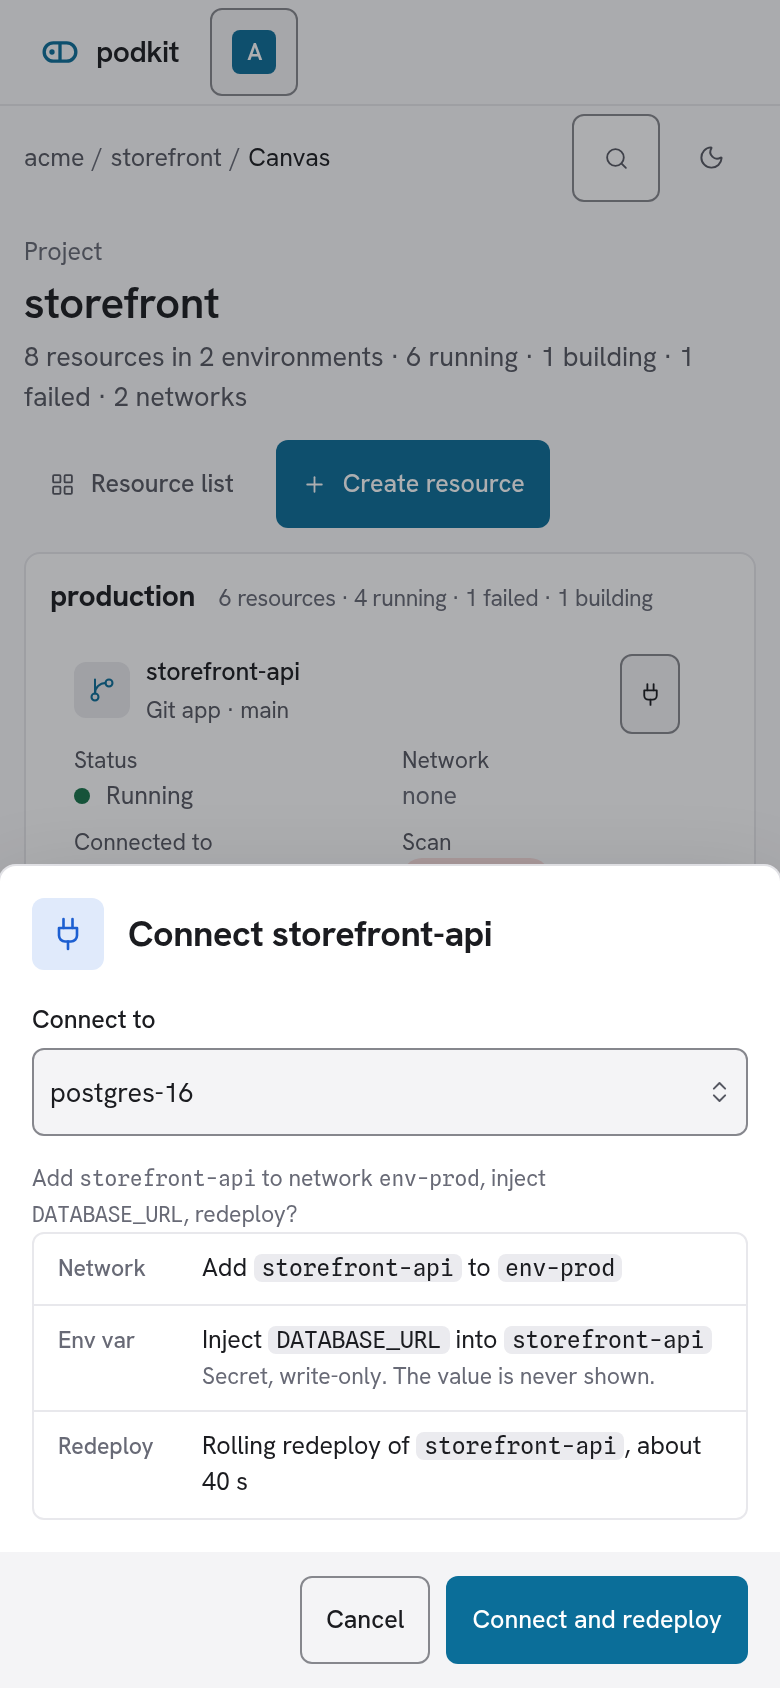 podkit
A
acme / storefront / Canvas
Project
storefront
8 resources in 2 environments · 6 running · 1 building · 1
failed · 2 networks
Resource list
Create resource
production 6 resources · 4 running · 1 failed · 1 building
storefront-api
Git app · main
Status
Network
Running
none
Connected to
Scan
Connect storefront-api
Connect to
postgres-16
Add storefront-api to network env-prod, inject
DATABASE_URL, redeploy?
Network Add storefront-api to env-prod
Env var Inject DATABASE_URL into storefront-api
Secret, write-only. The value is never shown.
Redeploy Rolling redeploy of storefront-api, about
40 s
Cancel
Connect and redeploy